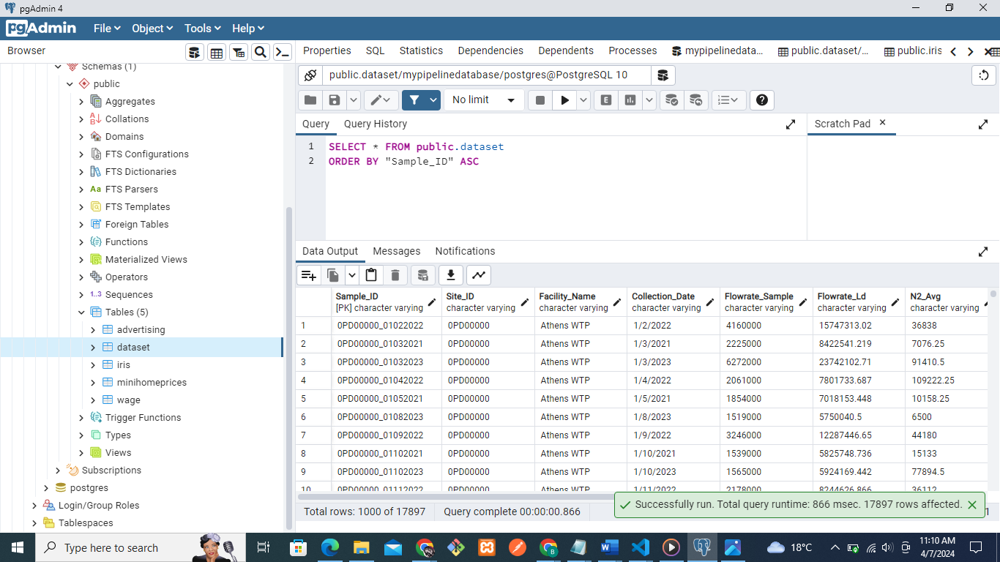 pgAdmin 4
pgAdmin File Object Tools Help
Browser
Properties SQL Statistics Dependencies Dependents Processes mypipelinedata... public.dataset/... public.iris
Schemas (1)
public
Aggregates
Collations
Domains
FTS Configurations
FTS Dictionaries
FTS Parsers
FTS Templates
Foreign Tables
Functions
Materialized Views
Operators
1..3 Sequences
Tables (5)
advertising
dataset
iris
minihomeprices
wage
Trigger Functions
Types
Views
Subscriptions
postgres
Login/Group Roles
Tablespaces
public.dataset/mypipelinedatabase/postgres@PostgreSQL 10
No limit
Query Query History
Scratch Pad
1 SELECT * FROM public.dataset
2 ORDER BY "Sample_ID" ASC
Data Output Messages Notifications
Sample_ID Site_ID Facility_Name Collection_Date Flowrate_Sample Flowrate_Ld N2_Avg
[PK] character varying character varying character varying character varying character varying character varying character varying
1 0PD00000_01022022 0PD00000 Athens WTP 1/2/2022 4160000 15747313.02 36838
2 0PD00000_01032021 0PD00000 Athens WTP 1/3/2021 2225000 8422541.219 7076.25
3 0PD00000_01032023 0PD00000 Athens WTP 1/3/2023 6272000 23742102.71 91410.5
4 0PD00000_01042022 0PD00000 Athens WTP 1/4/2022 2061000 7801733.687 109222.25
5 0PD00000_01052021 0PD00000 Athens WTP 1/5/2021 1854000 7018153.448 10158.25
6 0PD00000_01082023 0PD00000 Athens WTP 1/8/2023 1519000 5750040.5 6500
7 0PD00000_01092022 0PD00000 Athens WTP 1/9/2022 3246000 12287446.65 44180
8 0PD00000_01102021 0PD00000 Athens WTP 1/10/2021 1539000 5825748.736 15133
9 0PD00000_01102023 0PD00000 Athens WTP 1/10/2023 1565000 5924169.442 77894.5
10 0PD00000_01112022 0PD00000 Athens WTP 1/11/2022 2178000 8244626.866 36112
Total rows: 1000 of 17897 Query complete 00:00:00.866
Successfully run. Total query runtime: 866 msec. 17897 rows affected.
Type here to search
18°C
11:10 AM
4/7/2024